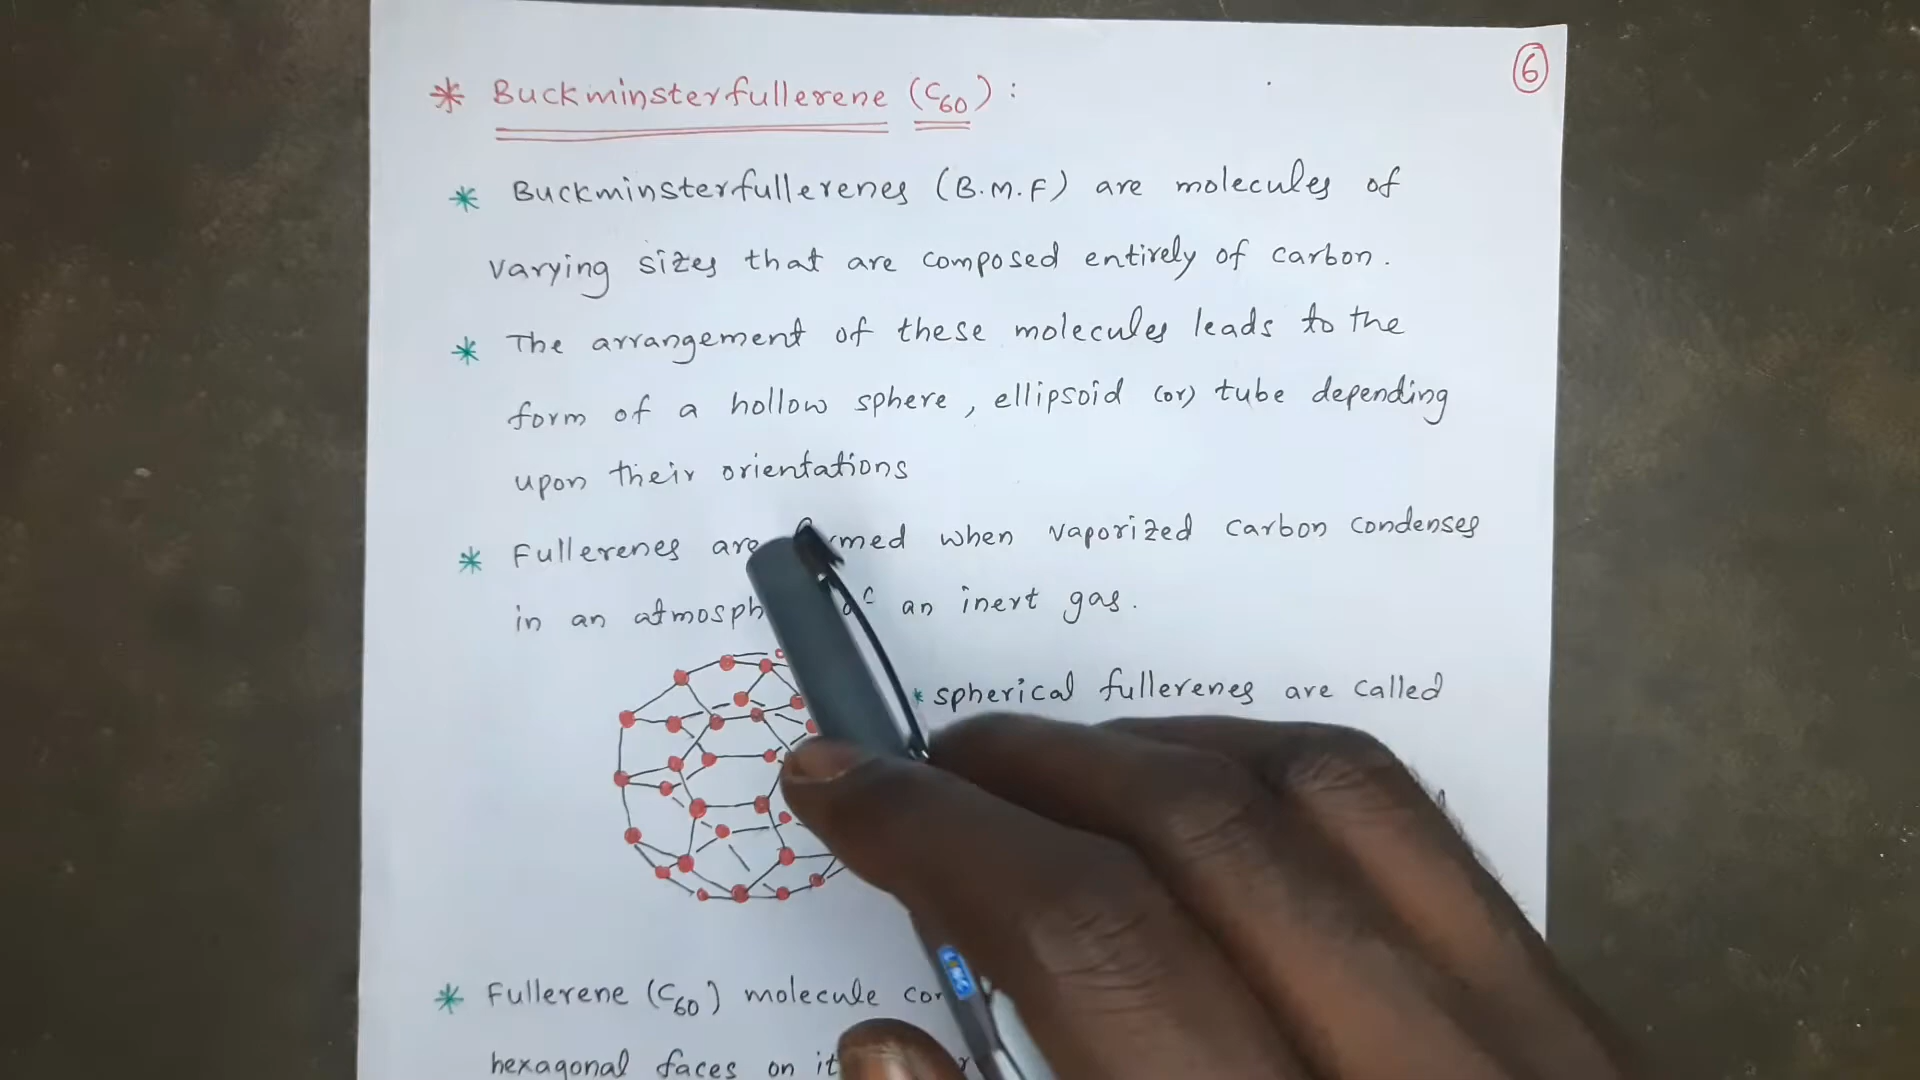 6
* Buckminsterfullerene (C60) :
* Buckminsterfullerenes (B.M.F) are molecules of
varying sizes that are composed entirely of carbon.
* The arrangement of these molecules leads to the
form of a hollow sphere, ellipsoid (or) tube depending
upon their orientations
* Fullerenes are when vaporized carbon condenses
in an an inert gas.
* spherical fullerenes are called
* Fullerene (C60) molecule
hexagonal faces on